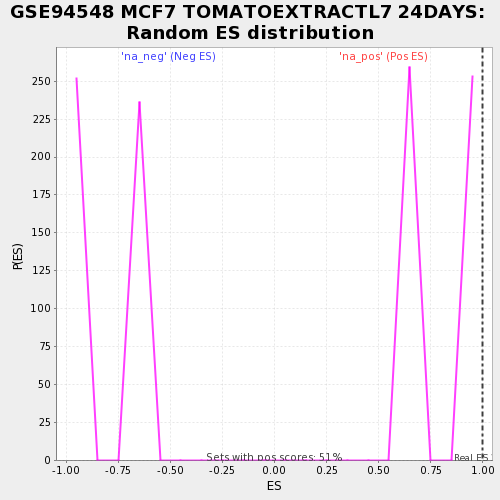 GSE94548 MCF7 TOMATOEXTRACTL7 24DAYS:
Random ES distribution
'na_neg' (Neg ES)
'na_pos' (Pos ES)
250
225
200
175
150
125
100
75
50
25
0
P(ES)
Sets with pos scores: 51%
Real ES
-1.00 -0.75 -0.50 -0.25 0.00 0.25 0.50 0.75 1.00
ES